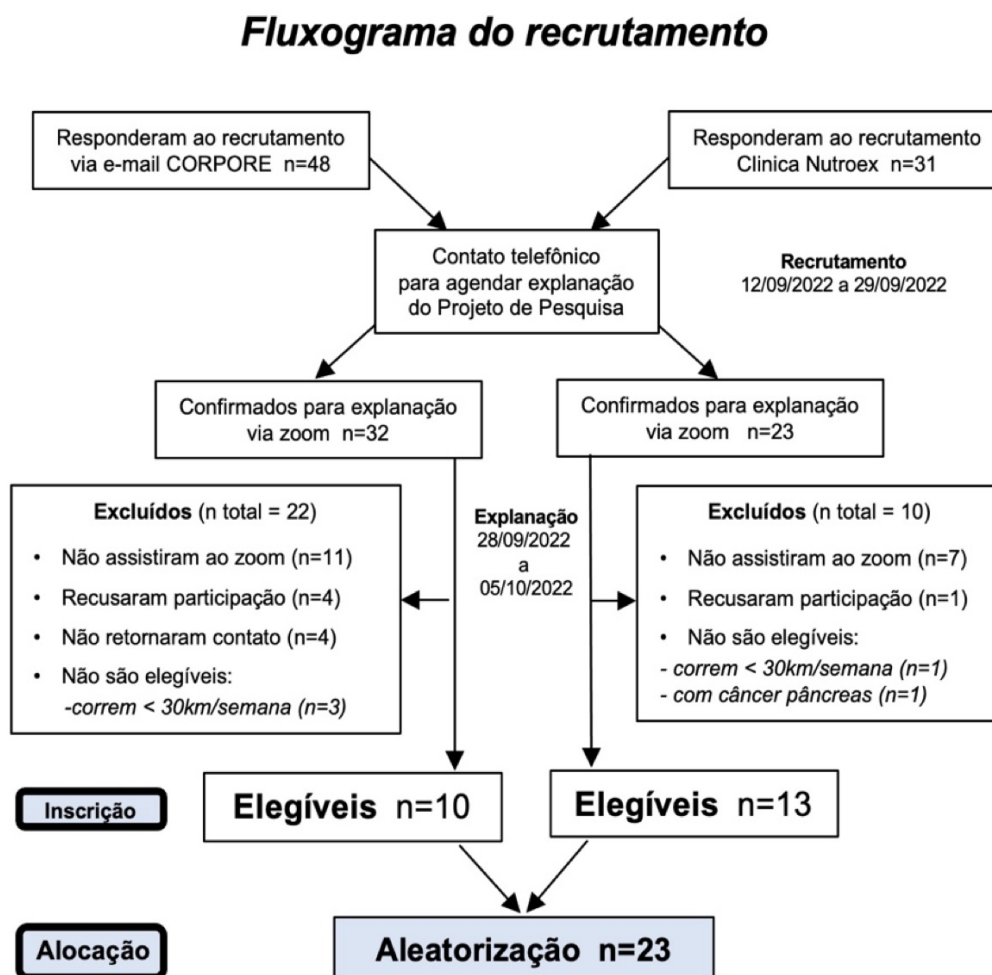 Fluxograma do recrutamento
Responderam ao recrutamento
via e-mail CORPORE n=48
Responderam ao recrutamento
Clinica Nutroex n=31
Contato telefônico
para agendar explanação
do Projeto de Pesquisa
Recrutamento
12/09/2022 a 29/09/2022
Confirmados para explanação
via zoom n=32
Confirmados para explanação
via zoom n=23
Excluídos (n total = 22)
• Não assistiram ao zoom (n=11)
• Recusaram participação (n=4)
• Não retornaram contato (n=4)
• Não são elegíveis:
-correm < 30km/semana (n=3)
Explanação
28/09/2022
a
05/10/2022
Excluídos (n total = 10)
• Não assistiram ao zoom (n=7)
• Recusaram participação (n=1)
• Não são elegíveis:
- correm < 30km/semana (n=1)
- com câncer pâncreas (n=1)
Inscrição
Elegíveis n=10
Elegíveis n=13
Alocação
Aleatorização n=23